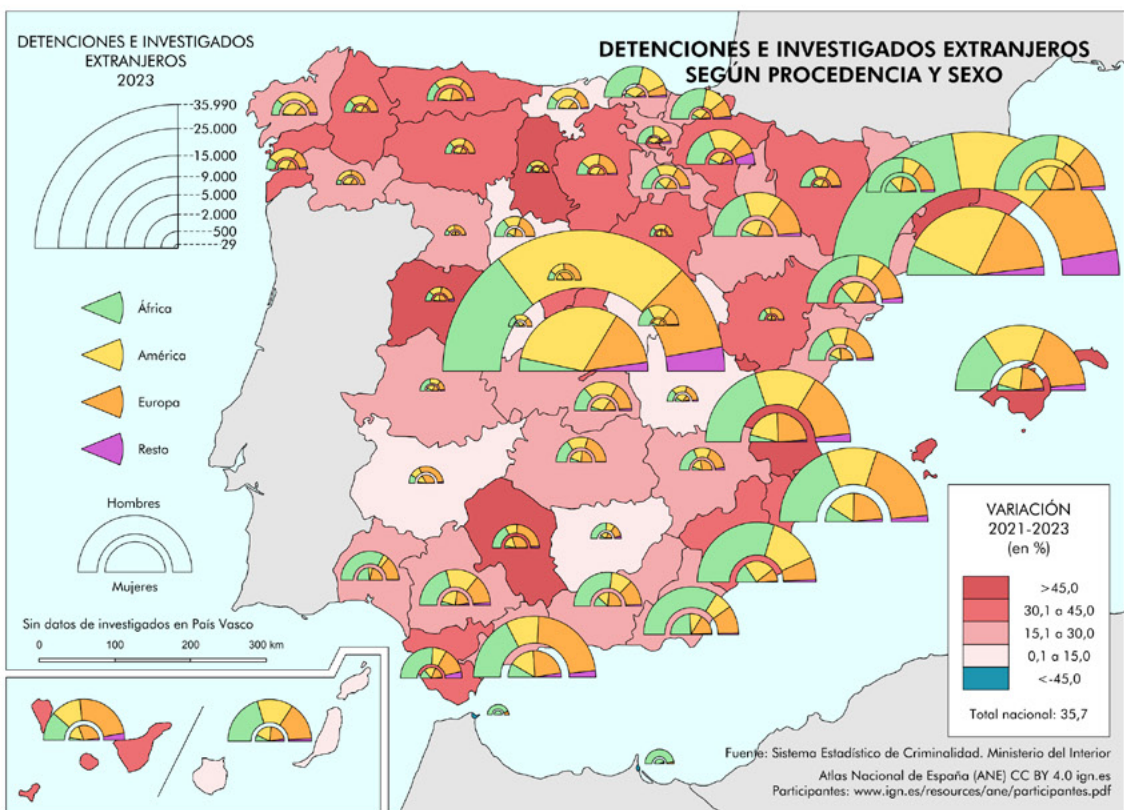 DETENCIONES E INVESTIGADOS
EXTRANJEROS
2023
35.990
25.000
15.000
9.000
5.000
2.000
500
29
África
América
Europa
Resto
Hombres
Mujeres
Sin datos de investigados en País Vasco
0 100 200 300 km
DETENCIONES E INVESTIGADOS EXTRANJEROS
SEGÚN PROCEDENCIA Y SEXO
VARIACIÓN
2021-2023
(en %)
>45,0
30,1 a 45,0
15,1 a 30,0
0,1 a 15,0
<-45,0
Total nacional: 35,7
Fuente: Sistema Estadístico de Criminalidad. Ministerio del Interior
Atlas Nacional de España (ANE) CC BY 4.0 ign.es
Participantes: www.ign.es/resources/ane/participantes.pdf